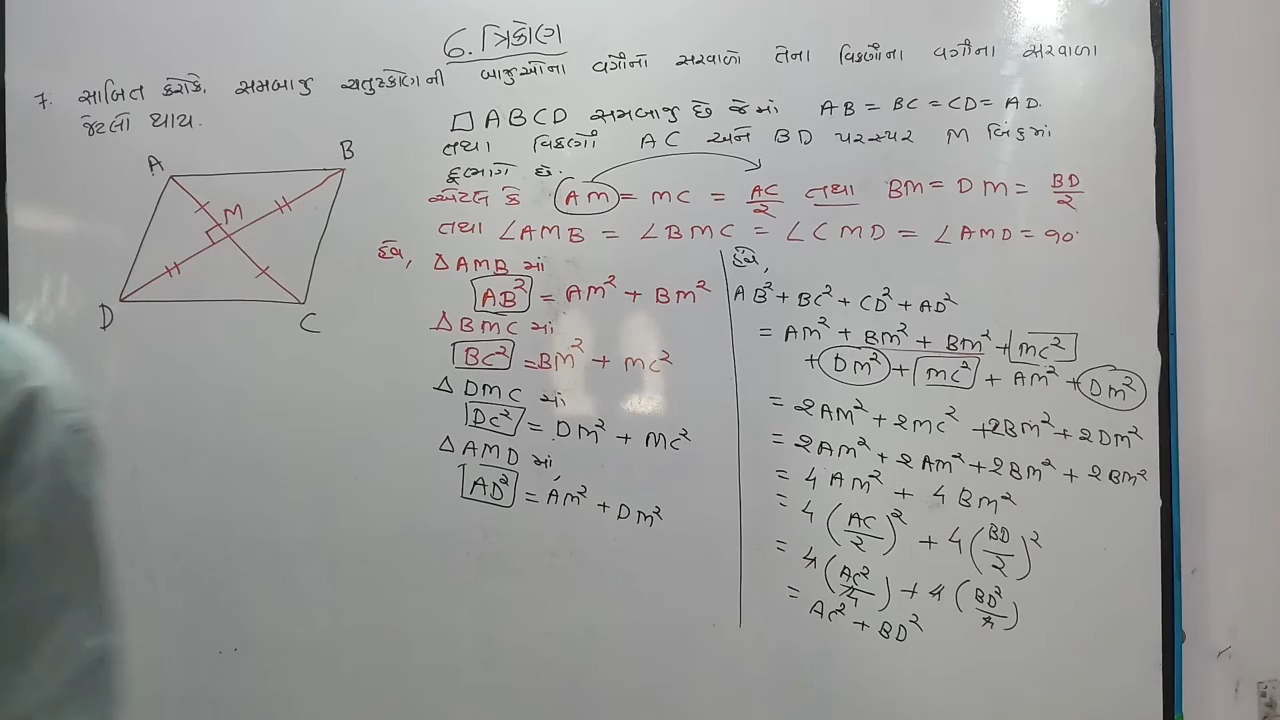 6. ત્રિકોણ
7. સાબિત કરોકે, સમબાજુ ચતુષ્કોણની બાજુઓના વર્ગોનો સરવાળો તેના વિકર્ણોના વર્ગોના સરવાળા
જેટલો થાય.
A
B
M
D
C
□ABCD સમબાજુ છે જેમાં AB = BC = CD = AD.
તથા વિકર્ણો AC અને BD પરસ્પર M બિંદુમાં
દૂભાગે છે.
એટલે કે AM = MC = AC/2 તથા BM = DM = BD/2
તથા ∠AMB = ∠BMC = ∠CMD = ∠AMD = 90°
હવે, △AMB માં
AB² = AM² + BM²
△BMC માં
BC² = BM² + MC²
△DMC માં
DC² = DM² + MC²
△AMD માં,
AD² = AM² + DM²
હવે,
AB² + BC² + CD² + AD²
= AM² + BM² + BM² + MC²
+ DM² + MC² + AM² + DM²
= 2AM² + 2MC² + 2BM² + 2DM²
= 2AM² + 2AM² + 2BM² + 2BM²
= 4AM² + 4BM²
= 4(AC/2)² + 4(BD/2)²
= 4(AC²/4) + 4(BD²/4)
= AC² + BD²